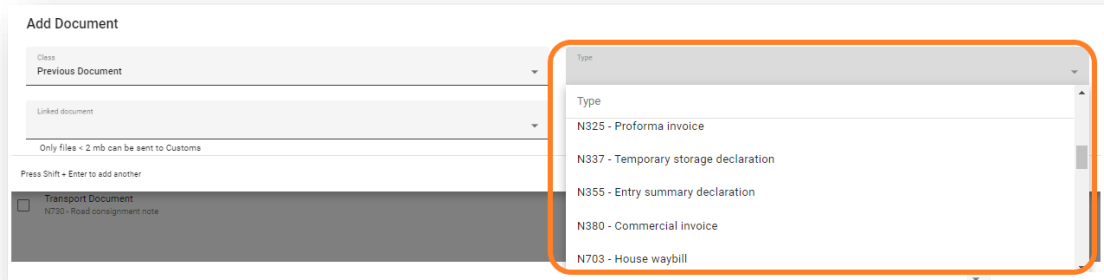 Add Document
Class
Previous Document
Type
Linked document
Only files < 2 mb can be sent to Customs
Press Shift + Enter to add another
Transport Document
N730 - Road consignment note
Type
N325 - Proforma invoice
N337 - Temporary storage declaration
N355 - Entry summary declaration
N380 - Commercial invoice
N703 - House waybill